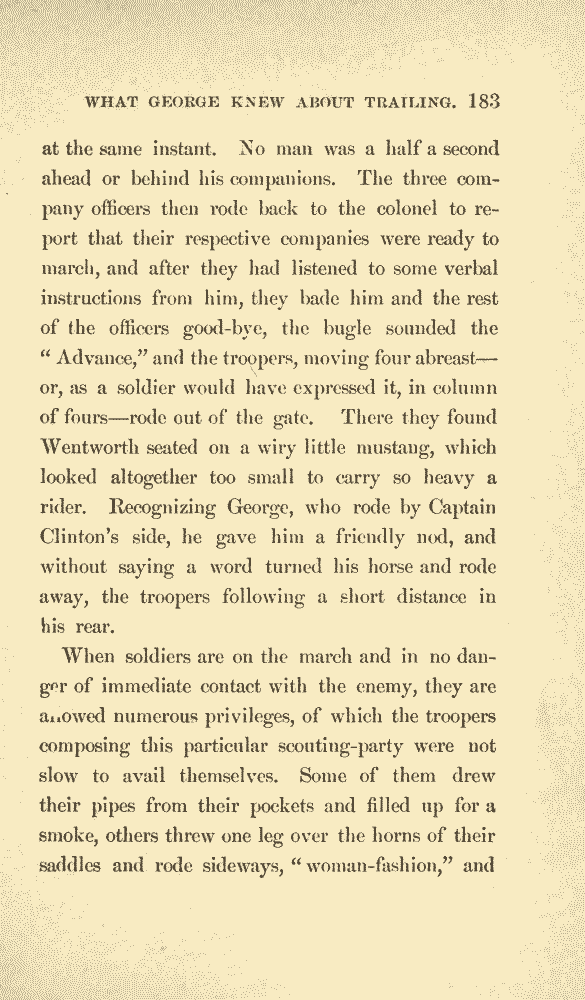 WHAT GEORGE KNEW ABOUT TRAILING. 183
at the same instant. No man was a half a second
ahead or behind his companions. The three com-
pany officers then rode back to the colonel to re-
port that their respective companies were ready to
march, and after they had listened to some verbal
instructions from him, they bade him and the rest
of the officers good-bye, the bugle sounded the
“ Advance,” and the troopers, moving four abreast—
or, as a soldier would have expressed it, in column
of fours—rode out of the gate. There they found
Wentworth seated on a wiry little mustang, which
looked altogether too small to carry so heavy a
rider. Recognizing George, who rode by Captain
Clinton’s side, he gave him a friendly nod, and
without saying a word turned his horse and rode
away, the troopers following a short distance in
his rear.
When soldiers are on the march and in no dan-
ger of immediate contact with the enemy, they are
allowed numerous privileges, of which the troopers
composing this particular scouting-party were not
slow to avail themselves. Some of them drew
their pipes from their pockets and filled up for a
smoke, others threw one leg over the horns of their
saddles and rode sideways, “ woman-fashion,” and